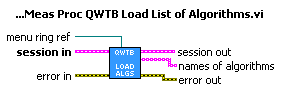 ...Meas Proc QWTB Load List of Algorithms.vi
menu ring ref
session in
error in
QWTB
LOAD
ALGS
session out
names of algorithms
error out